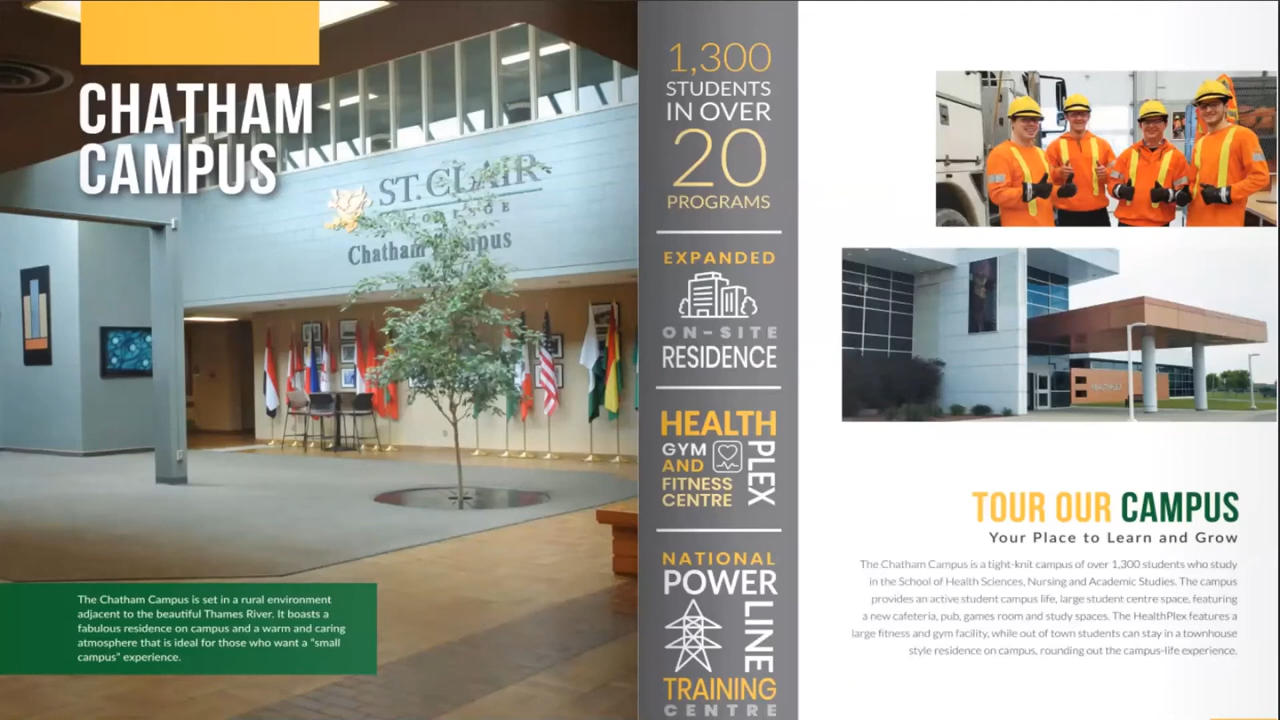 CHATHAM
CAMPUS
ST. CLAIR
COLLEGE
Chatham Campus
The Chatham Campus is set in a rural environment
adjacent to the beautiful Thames River. It boasts a
fabulous residence on campus and a warm and caring
atmosphere that is ideal for those who want a "small
campus" experience.
1,300
STUDENTS
IN OVER
20
PROGRAMS
EXPANDED
ON-SITE
RESIDENCE
HEALTH
PLEX
GYM
AND
FITNESS
CENTRE
NATIONAL
POWER
LINE
TRAINING
CENTRE
TOUR OUR CAMPUS
Your Place to Learn and Grow
The Chatham Campus is a tight-knit campus of over 1,300 students who study
in the School of Health Sciences, Nursing and Academic Studies. The campus
provides an active student campus life, large student centre space, featuring
a new cafeteria, pub, games room and study spaces. The HealthPlex features a
large fitness and gym facility, while out of town students can stay in a townhouse
style residence on campus, rounding out the campus-life experience.